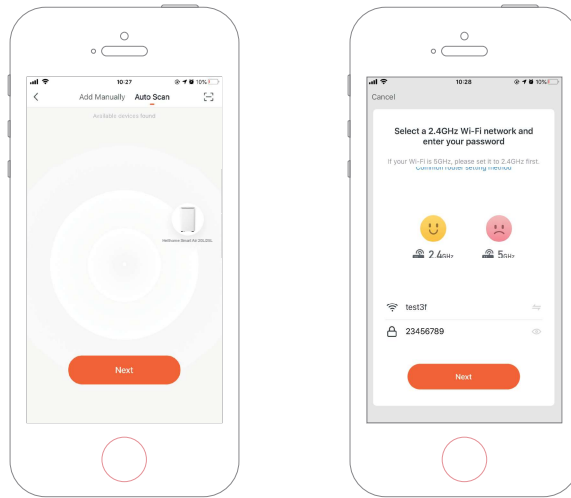 10:27
10%
Add Manually Auto Scan
Available devices found
Next
10:28
10%
Cancel
Select a 2.4GHz Wi-Fi network and
enter your password
If your Wi-Fi is 5GHz, please set it to 2.4GHz first.
Common router setting method
2.4GHz
5GHz
test3f
23456789
Next